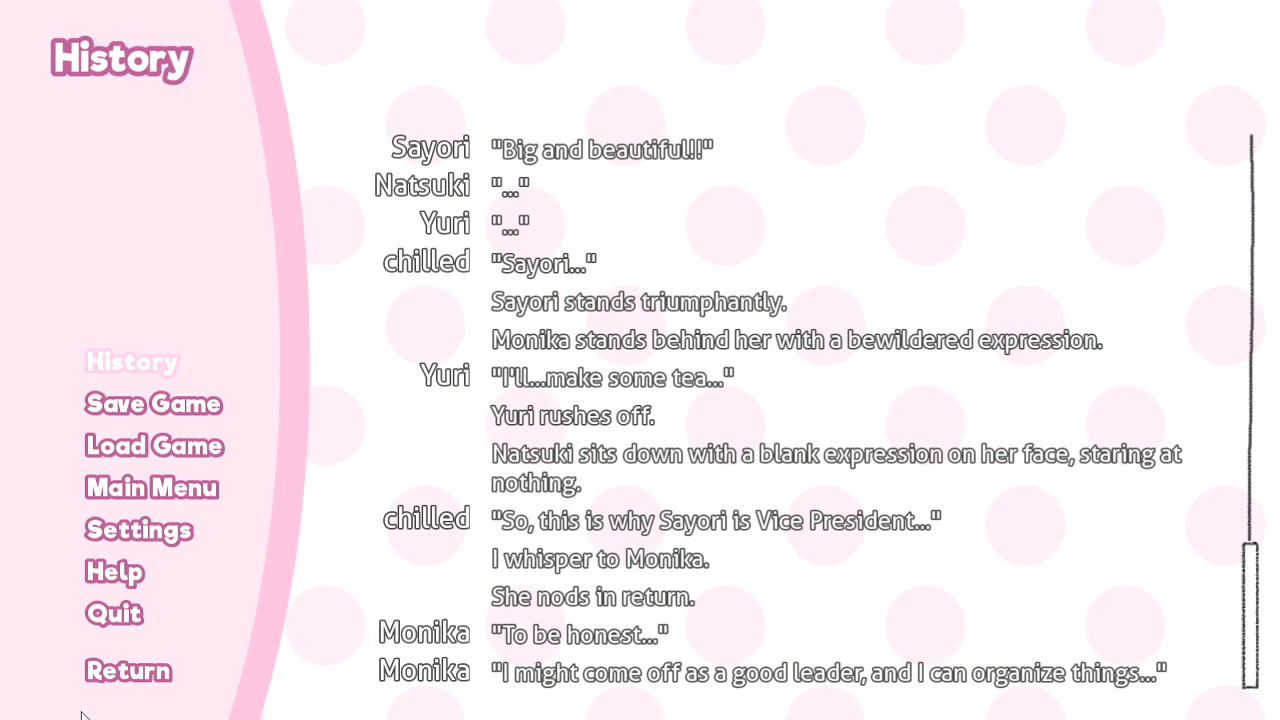 History
Sayori "Big and beautiful!!"
Natsuki "..."
Yuri "..."
chilled "Sayori..."
Sayori stands triumphantly.
Monika stands behind her with a bewildered expression.
Yuri "I'll...make some tea..."
Yuri rushes off.
Natsuki sits down with a blank expression on her face, staring at
nothing.
chilled "So, this is why Sayori is Vice President..."
I whisper to Monika.
She nods in return.
Monika "To be honest..."
Monika "I might come off as a good leader, and I can organize things..."
History
Save Game
Load Game
Main Menu
Settings
Help
Quit
Return